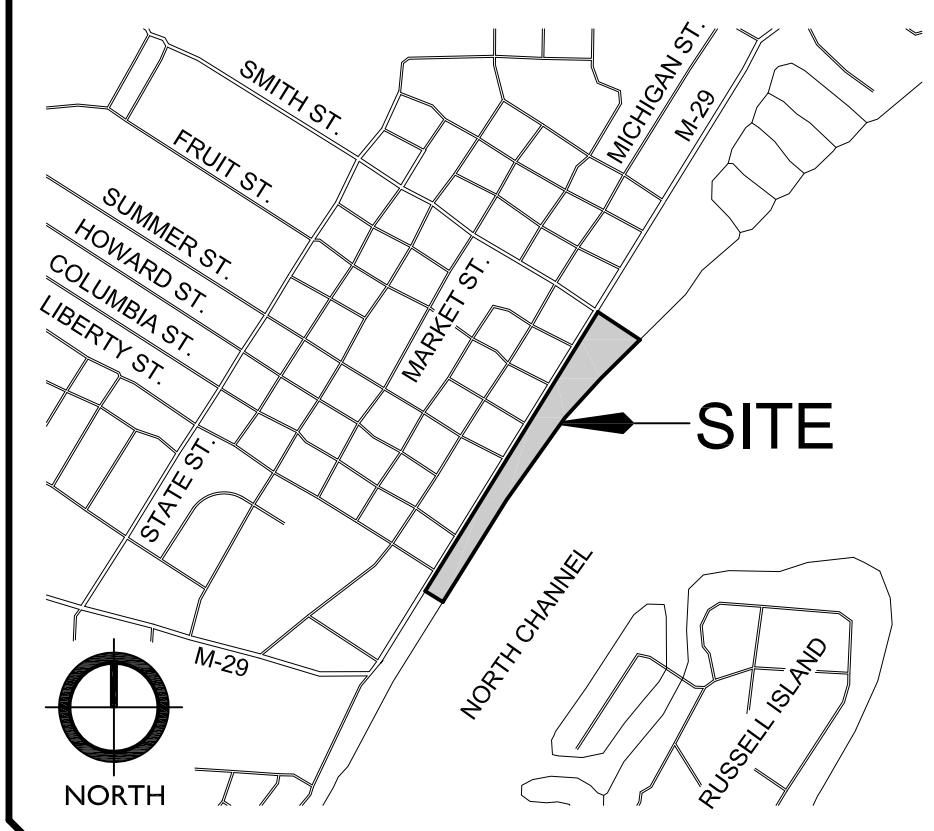 SMITH ST.
MICHIGAN ST.
M-29
FRUIT ST.
SUMMER ST.
HOWARD ST.
COLUMBIA ST.
LIBERTY ST.
MARKET ST.
SITE
STATE ST.
NORTH CHANNEL
M-29
RUSSELL ISLAND
NORTH